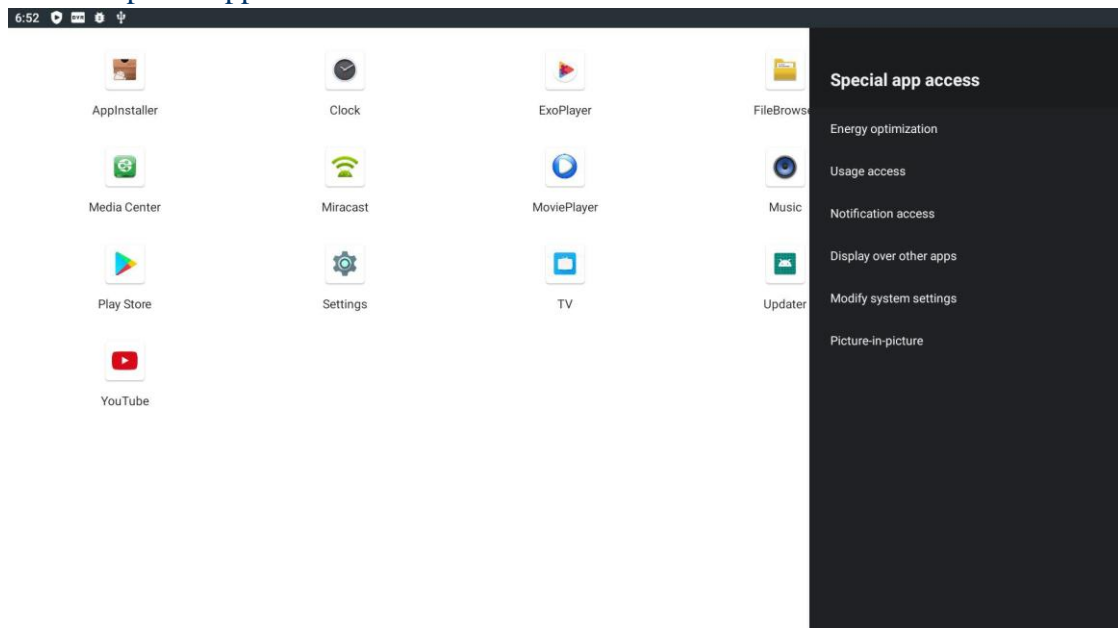 6:52
AppInstaller
Clock
ExoPlayer
FileBrowse
Media Center
Miracast
MoviePlayer
Music
Play Store
Settings
TV
Updater
YouTube
Special app access
Energy optimization
Usage access
Notification access
Display over other apps
Modify system settings
Picture-in-picture